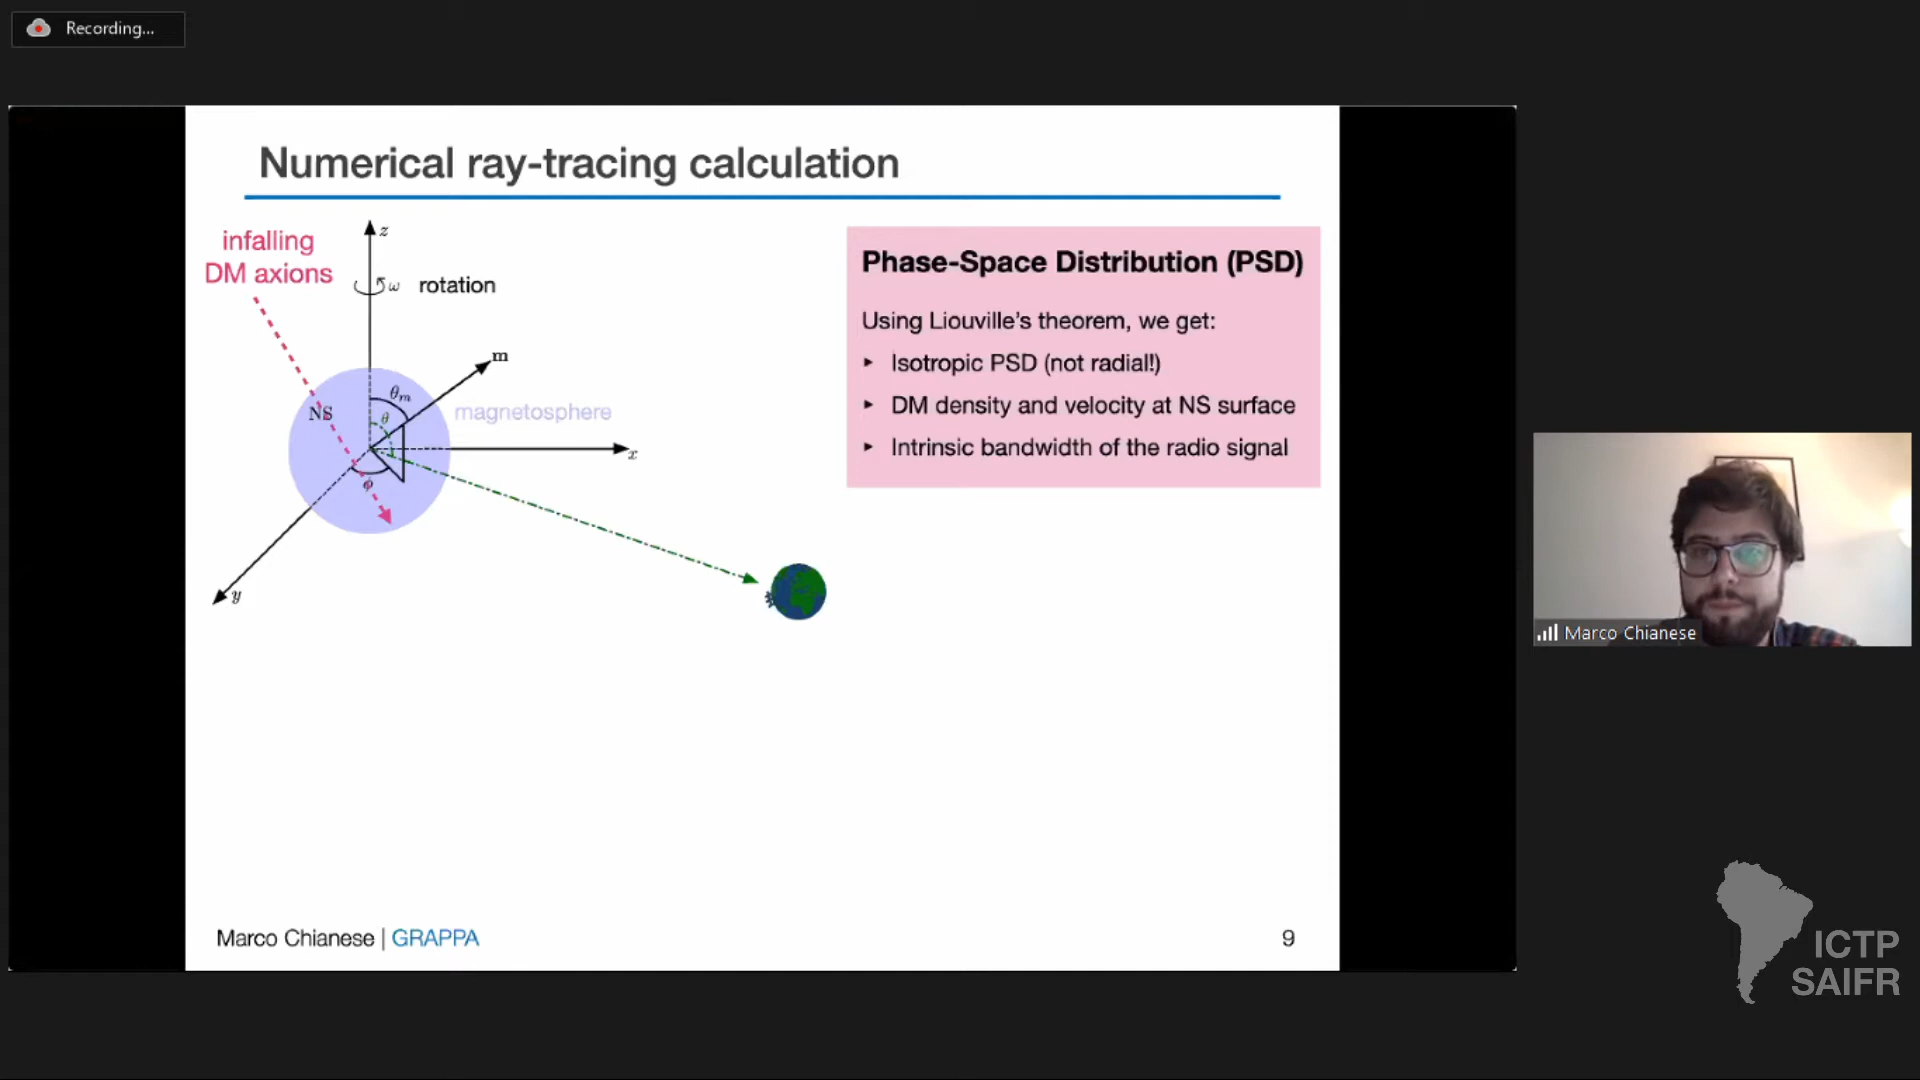 Recording...
Numerical ray-tracing calculation
infalling
DM axions
z
ω rotation
m
θm
θ
NS
magnetosphere
x
ϕ
y
Phase-Space Distribution (PSD)
Using Liouville's theorem, we get:
‣ Isotropic PSD (not radial!)
‣ DM density and velocity at NS surface
‣ Intrinsic bandwidth of the radio signal
Marco Chianese | GRAPPA
9
Marco Chianese
ICTP
SAIFR